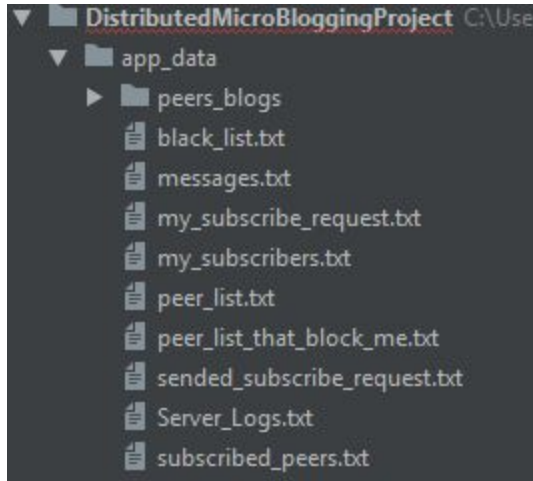 DistributedMicroBloggingProject C:\Use
app_data
peers_blogs
black_list.txt
messages.txt
my_subscribe_request.txt
my_subscribers.txt
peer_list.txt
peer_list_that_block_me.txt
sended_subscribe_request.txt
Server_Logs.txt
subscribed_peers.txt